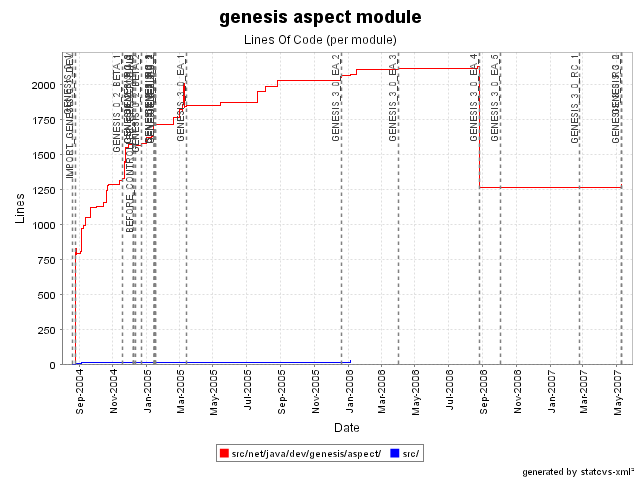 genesis aspect module
Lines Of Code (per module)
Lines
2000
1750
1500
1250
1000
750
500
250
0
GENESIS_0_2_BETA_1
GENESIS_3_0_EA_1
GENESIS_3_0_EA_2
GENESIS_3_0_EA_3
GENESIS_3_0_EA_4
GENESIS_3_0_EA_5
GENESIS_3_0_RC_1
Sep-2004
Nov-2004
Jan-2005
Mar-2005
May-2005
Jul-2005
Sep-2005
Nov-2005
Jan-2006
Mar-2006
May-2006
Jul-2006
Sep-2006
Nov-2006
Jan-2007
Mar-2007
May-2007
Date
src/net/java/dev/genesis/aspect/ src/
generated by statcvs-xml²